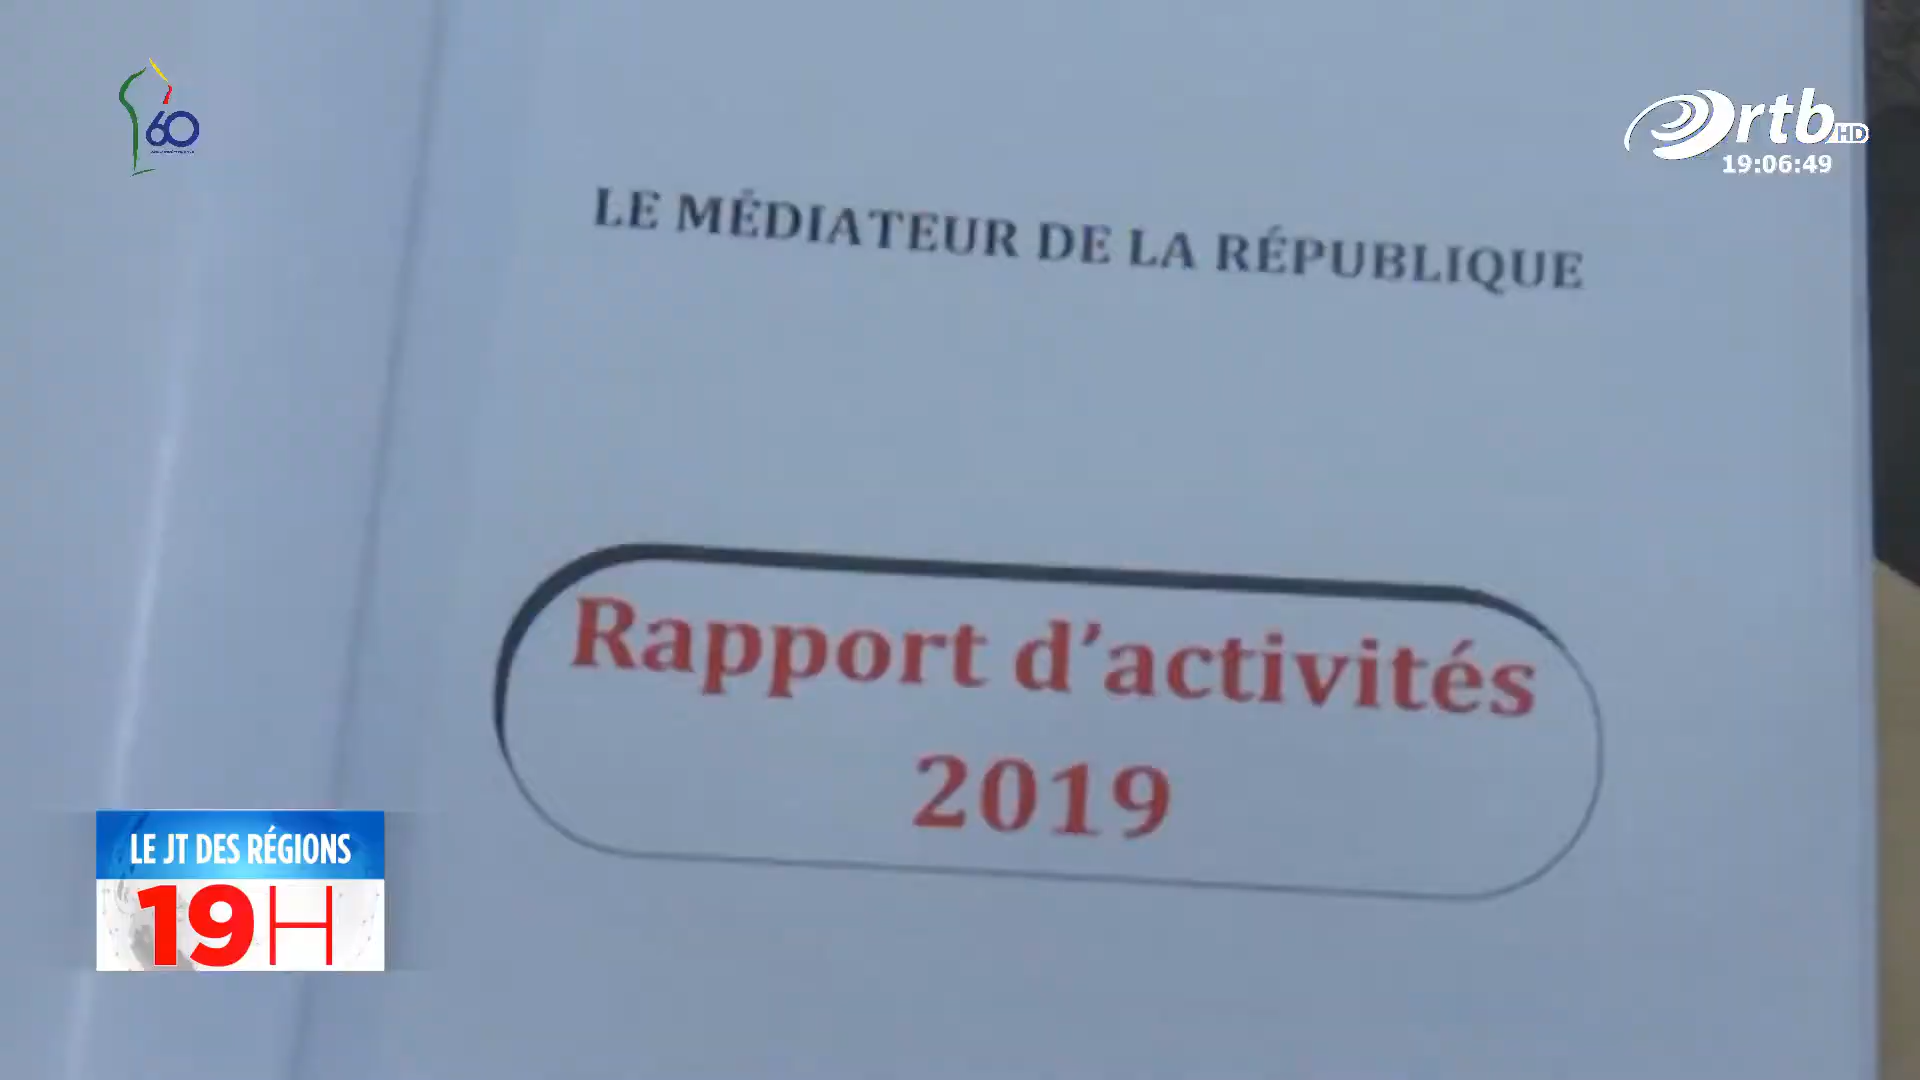 60
rtb HD
19:06:49
LE MÉDIATEUR DE LA RÉPUBLIQUE
Rapport d'activités
2019
LE JT DES RÉGIONS
19H